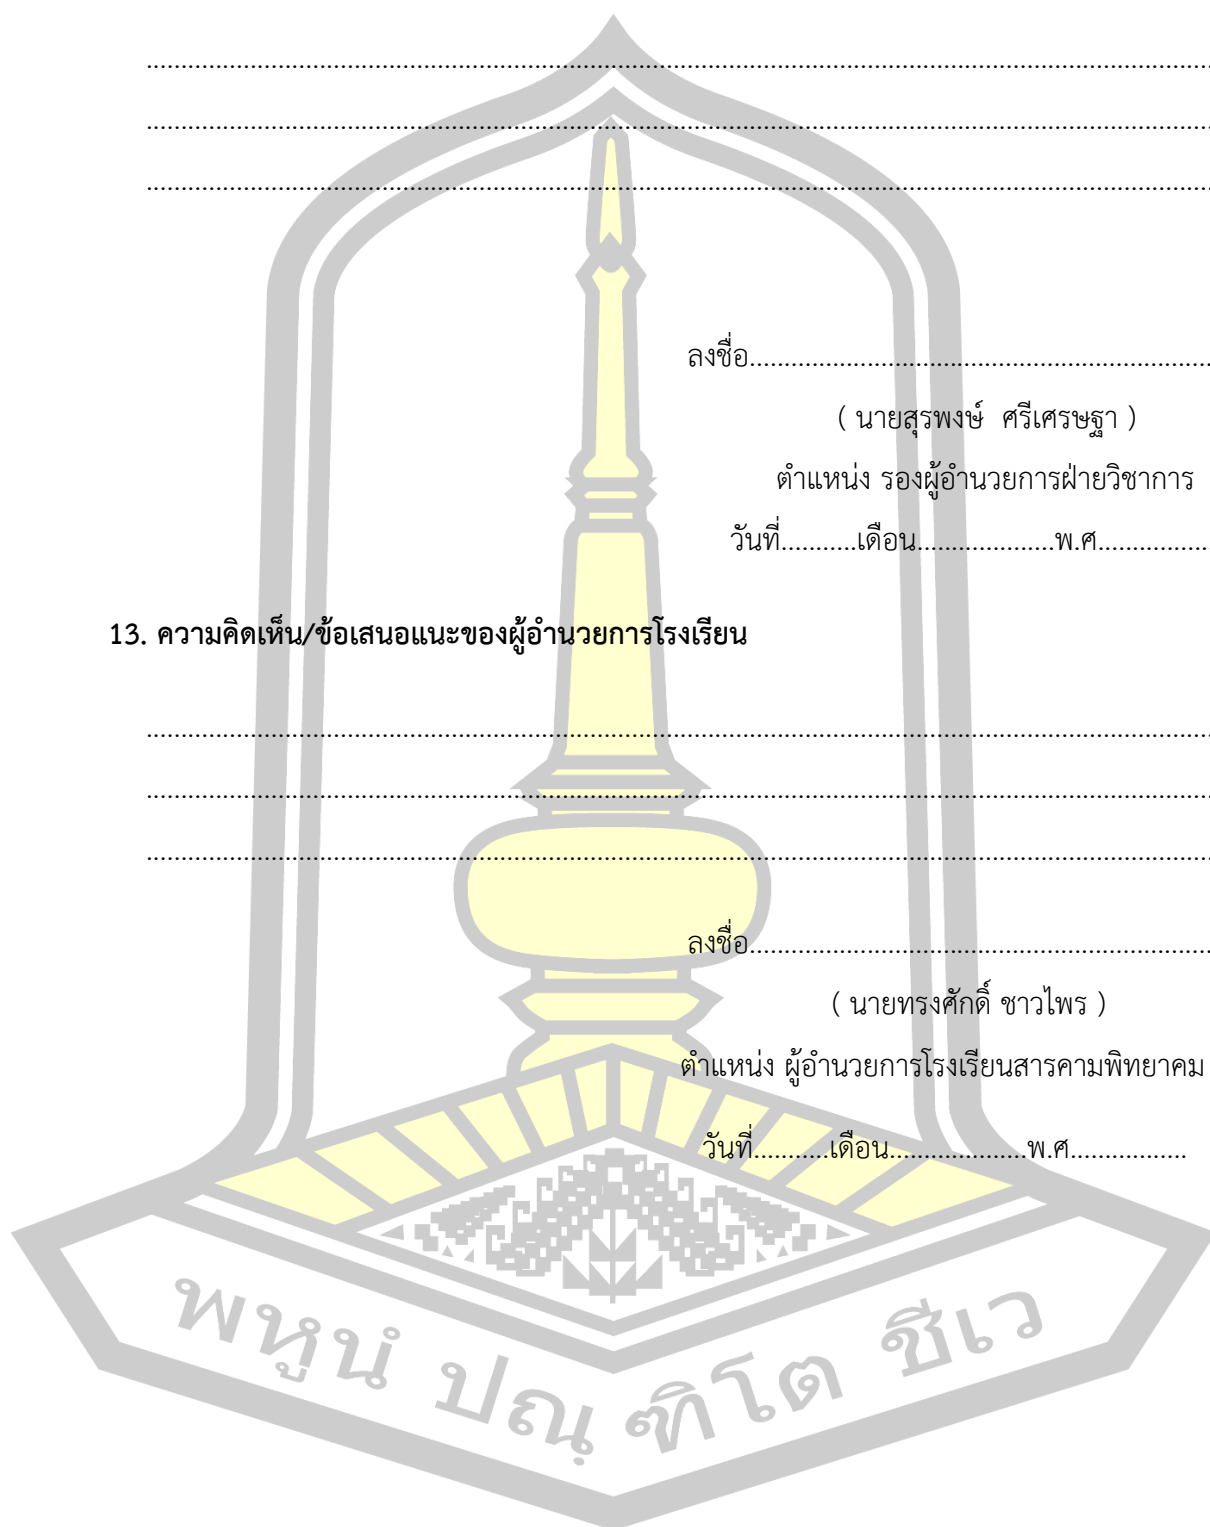 ................................................................................................................................................................
................................................................................................................................................................
................................................................................................................................................................
ลงชื่อ....................................................................
( นายสุรพงษ์ ศรีเศรษฐา )
ตำแหน่ง รองผู้อำนวยการฝ่ายวิชาการ
วันที่...........เดือน....................พ.ศ.................
13. ความคิดเห็น/ข้อเสนอแนะของผู้อำนวยการโรงเรียน
................................................................................................................................................................
................................................................................................................................................................
................................................................................................................................................................
ลงชื่อ....................................................................
( นายทรงศักดิ์ ชาวไพร )
ตำแหน่ง ผู้อำนวยการโรงเรียนสารคามพิทยาคม
วันที่...........เดือน....................พ.ศ.................
พหูนํ ปณฺฑิโต ชีเว